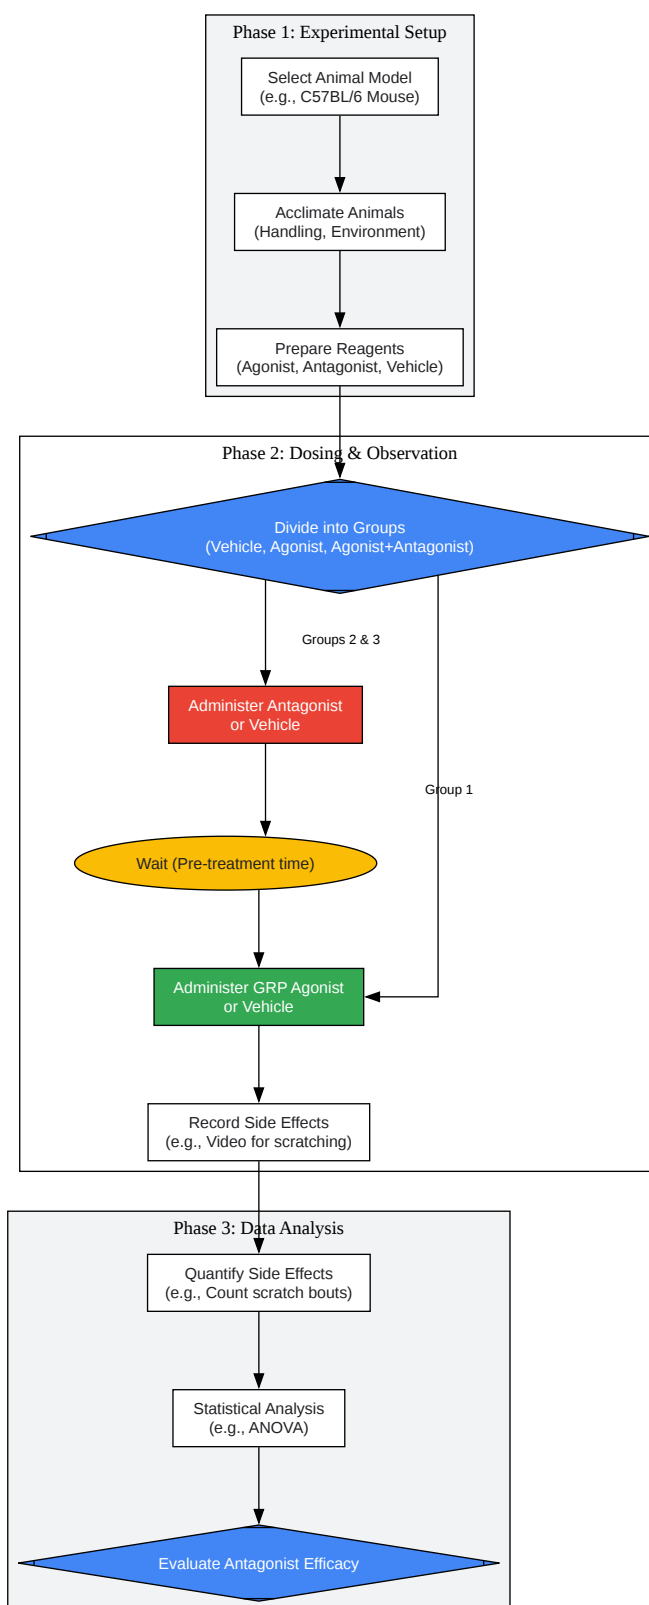 Phase 1: Experimental Setup
Select Animal Model
(e.g., C57BL/6 Mouse)
Acclimate Animals
(Handling, Environment)
Prepare Reagents
(Agonist, Antagonist, Vehicle)
Phase 2: Dosing & Observation
Divide into Groups
(Vehicle, Agonist, Agonist+Antagonist)
Groups 2 & 3
Administer Antagonist
or Vehicle
Group 1
Wait (Pre-treatment time)
Administer GRP Agonist
or Vehicle
Record Side Effects
(e.g., Video for scratching)
Phase 3: Data Analysis
Quantify Side Effects
(e.g., Count scratch bouts)
Statistical Analysis
(e.g., ANOVA)
Evaluate Antagonist Efficacy